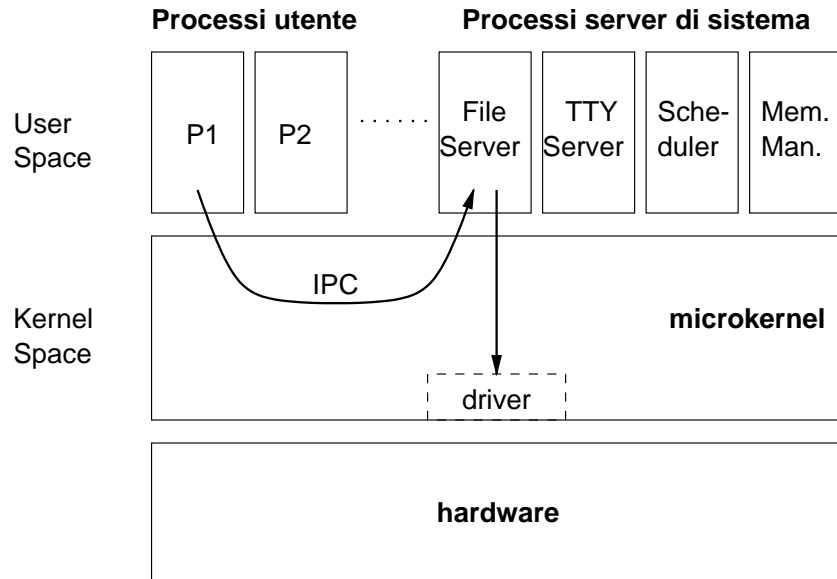 Processi utente
Processi server di sistema
User
Space
P1
P2
......
File
Server
TTY
Server
Sche-
duler
Mem.
Man.
IPC
Kernel
Space
microkernel
driver
hardware